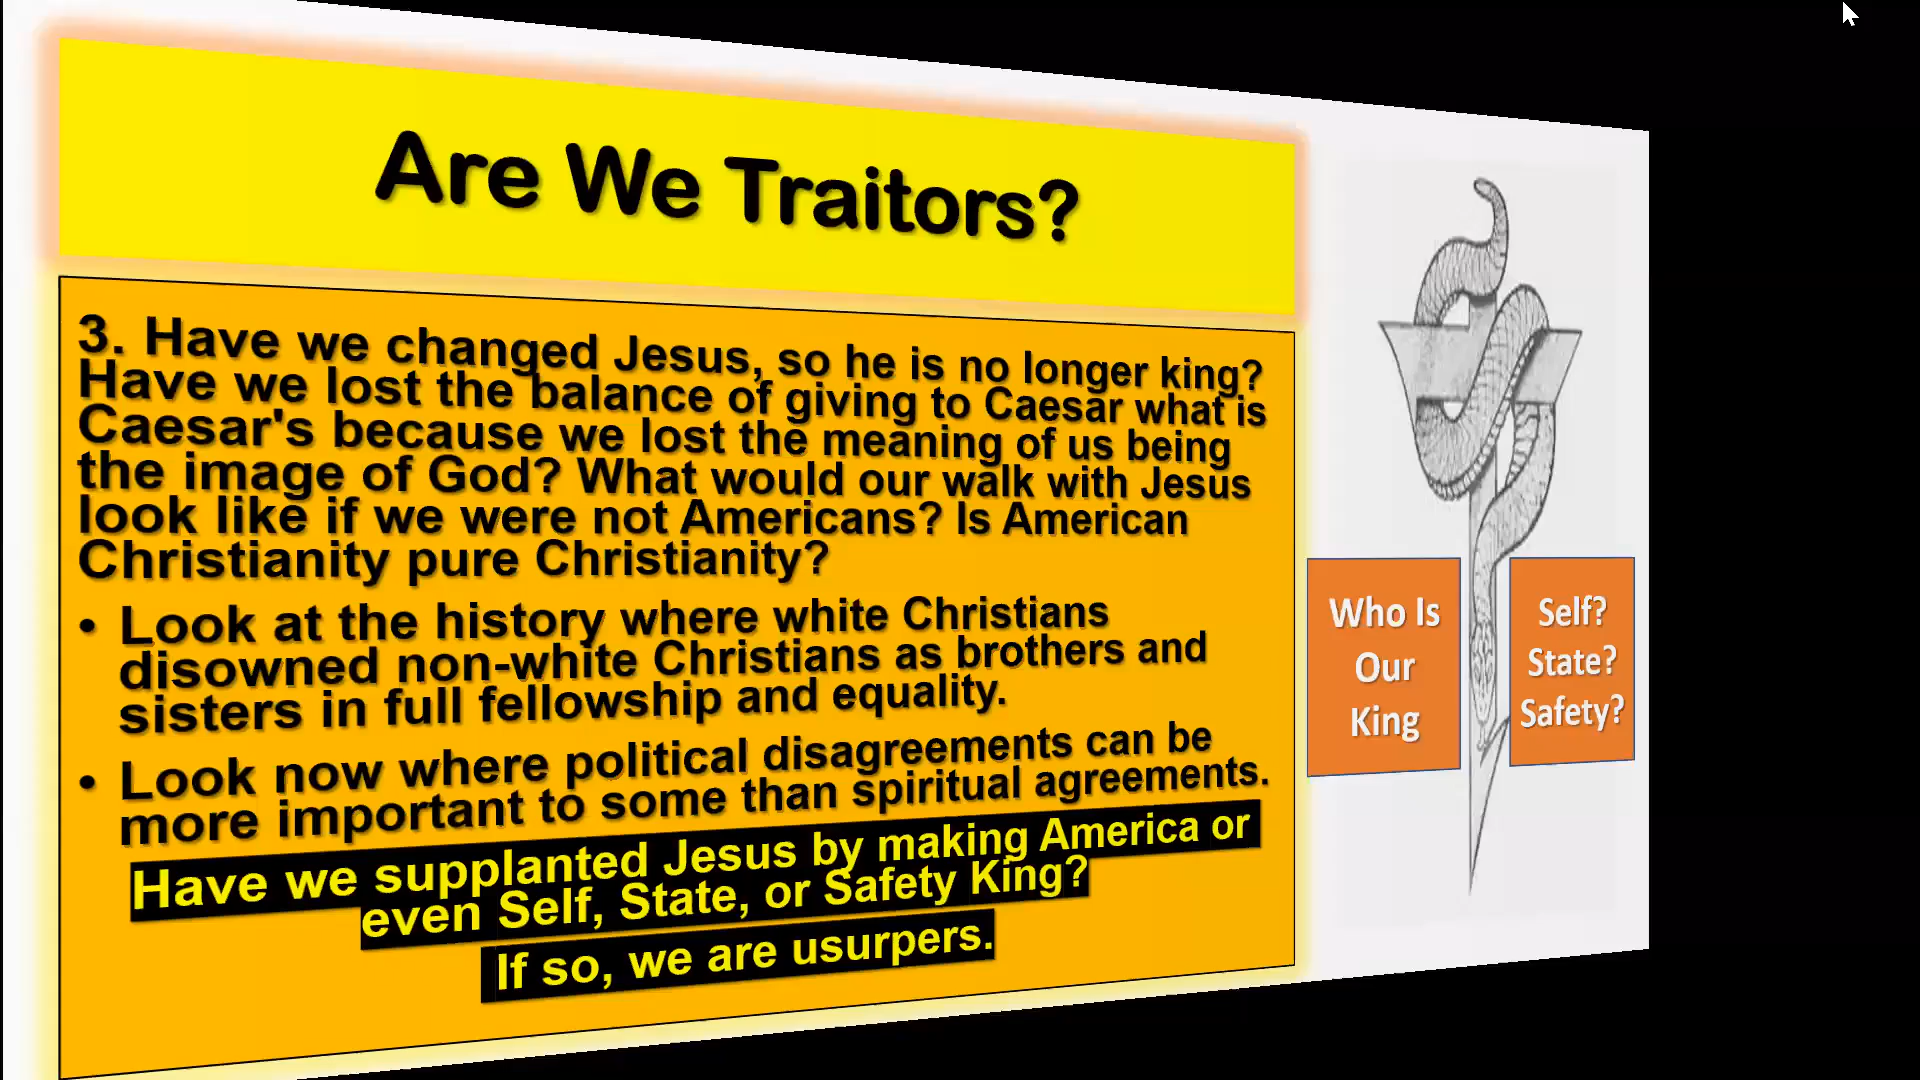 Are We Traitors?
3. Have we changed Jesus, so he is no longer king?
Have we lost the balance of giving to Caesar what is
Caesar's because we lost the meaning of us being
the image of God? What would our walk with Jesus
look like if we were not Americans? Is American
Christianity pure Christianity?
• Look at the history where white Christians
disowned non-white Christians as brothers and
sisters in full fellowship and equality.
• Look now where political disagreements can be
more important to some than spiritual agreements.
Have we supplanted Jesus by making America or
even Self, State, or Safety King?
If so, we are usurpers.
Who Is
Our
King
Self?
State?
Safety?